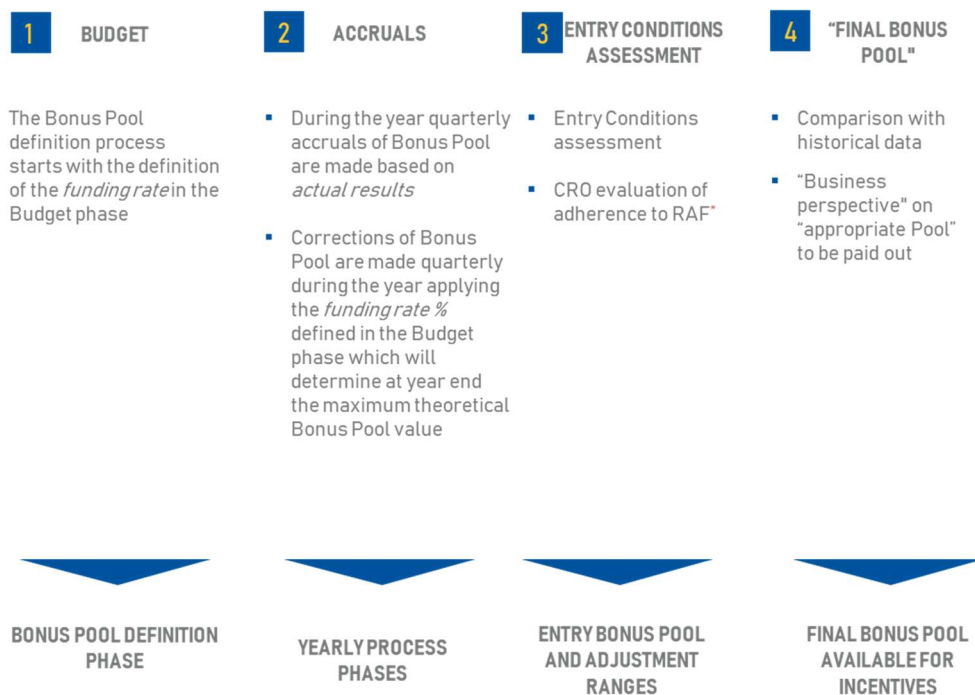 1
BUDGET
The Bonus Pool
definition process
starts with the definition
of the funding rate in the
Budget phase
BONUS POOL DEFINITION
PHASE
2
ACCRUALS
▪ During the year quarterly
accruals of Bonus Pool
are made based on
actual results
▪ Corrections of Bonus
Pool are made quarterly
during the year applying
the funding rate %
defined in the Budget
phase which will
determine at year end
the maximum theoretical
Bonus Pool value
YEARLY PROCESS
PHASES
3
ENTRY CONDITIONS
ASSESSMENT
▪ Entry Conditions
assessment
▪ CRO evaluation of
adherence to RAF*
ENTRY BONUS POOL
AND ADJUSTMENT
RANGES
4
“FINAL BONUS
POOL"
▪ Comparison with
historical data
▪ “Business
perspective" on
“appropriate Pool”
to be paid out
FINAL BONUS POOL
AVAILABLE FOR
INCENTIVES